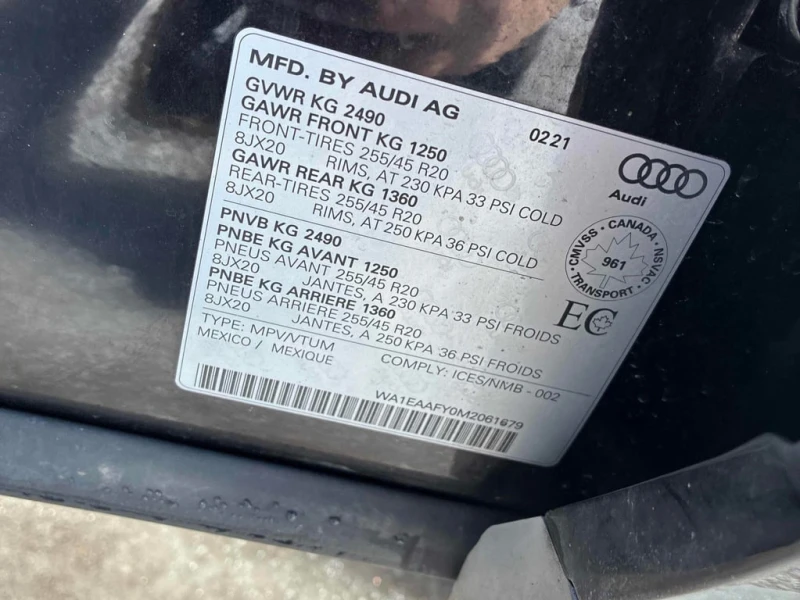 MFD. BY AUDI AG 0221
GVWR KG 2490
GAWR FRONT KG 1250
FRONT-TIRES 255/45 R20
8JX20 RIMS, AT 230 KPA 33 PSI COLD
GAWR REAR KG 1360
REAR-TIRES 255/45 R20
8JX20 RIMS, AT 250 KPA 36 PSI COLD
Audi
CMVSS • CANADA • NSVAC
961
TRANSPORT
EC
PNVB KG 2490
PNBE KG AVANT 1250
PNEUS AVANT 255/45 R20
8JX20 JANTES, A 230 KPA 33 PSI FROIDS
PNBE KG ARRIERE 1360
PNEUS ARRIERE 255/45 R20
8JX20 JANTES, A 250 KPA 36 PSI FROIDS
TYPE: MPV/VTUM COMPLY: ICES/NMB - 002
MEXICO / MEXIQUE
WA1EAAFY0M2061679